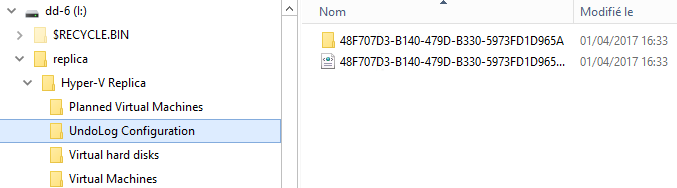 dd-6 (I:)
$RECYCLE.BIN
replica
Hyper-V Replica
Planned Virtual Machines
UndoLog Configuration
Virtual hard disks
Virtual Machines
Nom Modifié le
48F707D3-B140-479D-B330-5973FD1D965A 01/04/2017 16:33
48F707D3-B140-479D-B330-5973FD1D965... 01/04/2017 16:33